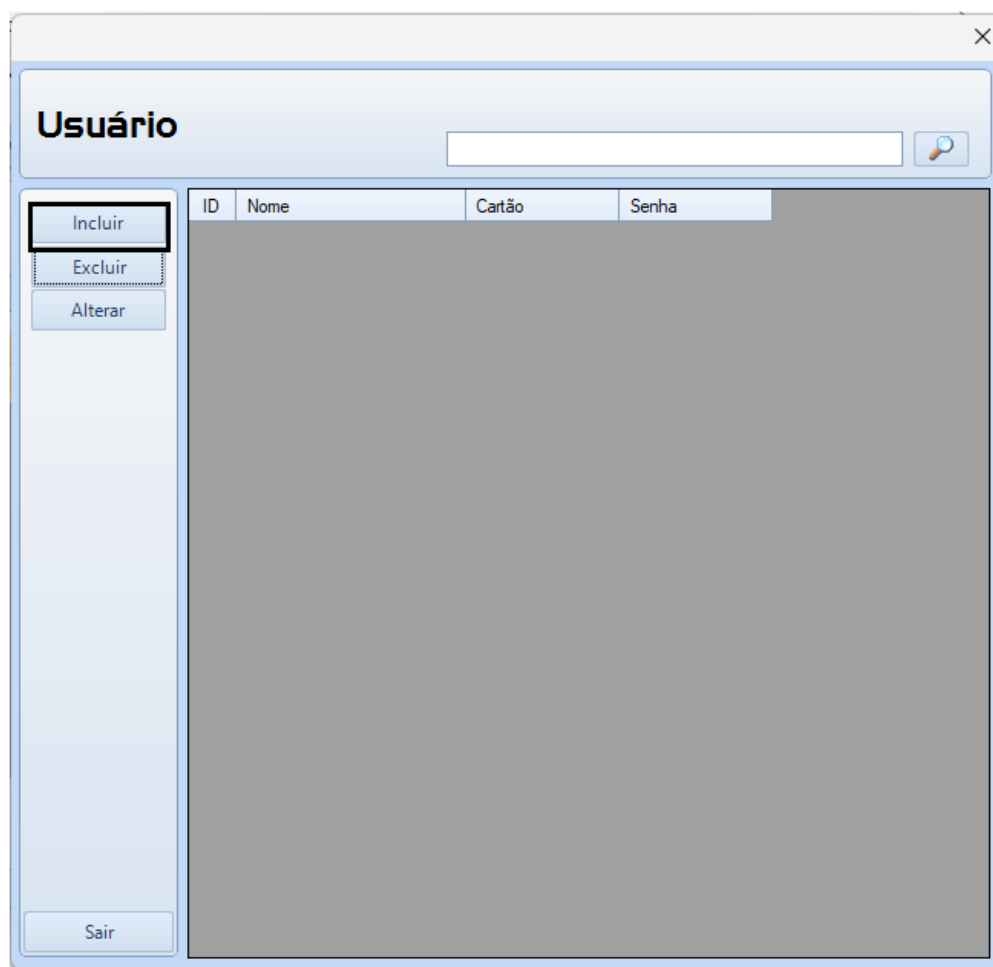 Usuário
Incluir
Excluir
Alterar
Sair
ID Nome Cartão Senha